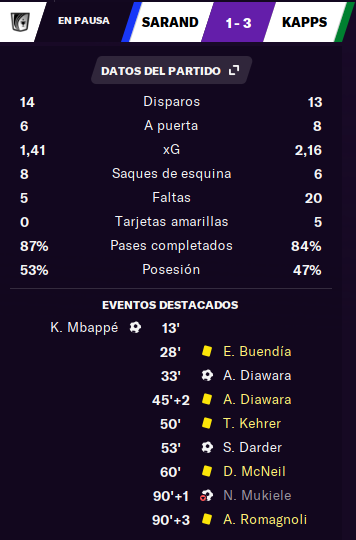 EN PAUSA SARAND 1 - 3 KAPPS
DATOS DEL PARTIDO
14 Disparos 13
6 A puerta 8
1,41 xG 2,16
8 Saques de esquina 6
5 Faltas 20
0 Tarjetas amarillas 5
87% Pases completados 84%
53% Posesión 47%
EVENTOS DESTACADOS
K. Mbappé 13'
28' E. Buendía
33' A. Diawara
45'+2 A. Diawara
50' T. Kehrer
53' S. Darder
60' D. McNeil
90'+1 N. Mukiele
90'+3 A. Romagnoli